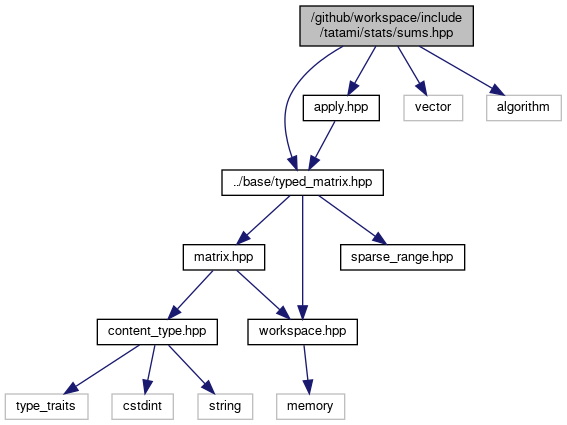 /github/workspace/include
/tatami/stats/sums.hpp
apply.hpp
vector
algorithm
../base/typed_matrix.hpp
matrix.hpp
sparse_range.hpp
content_type.hpp
workspace.hpp
type_traits
cstdint
string
memory